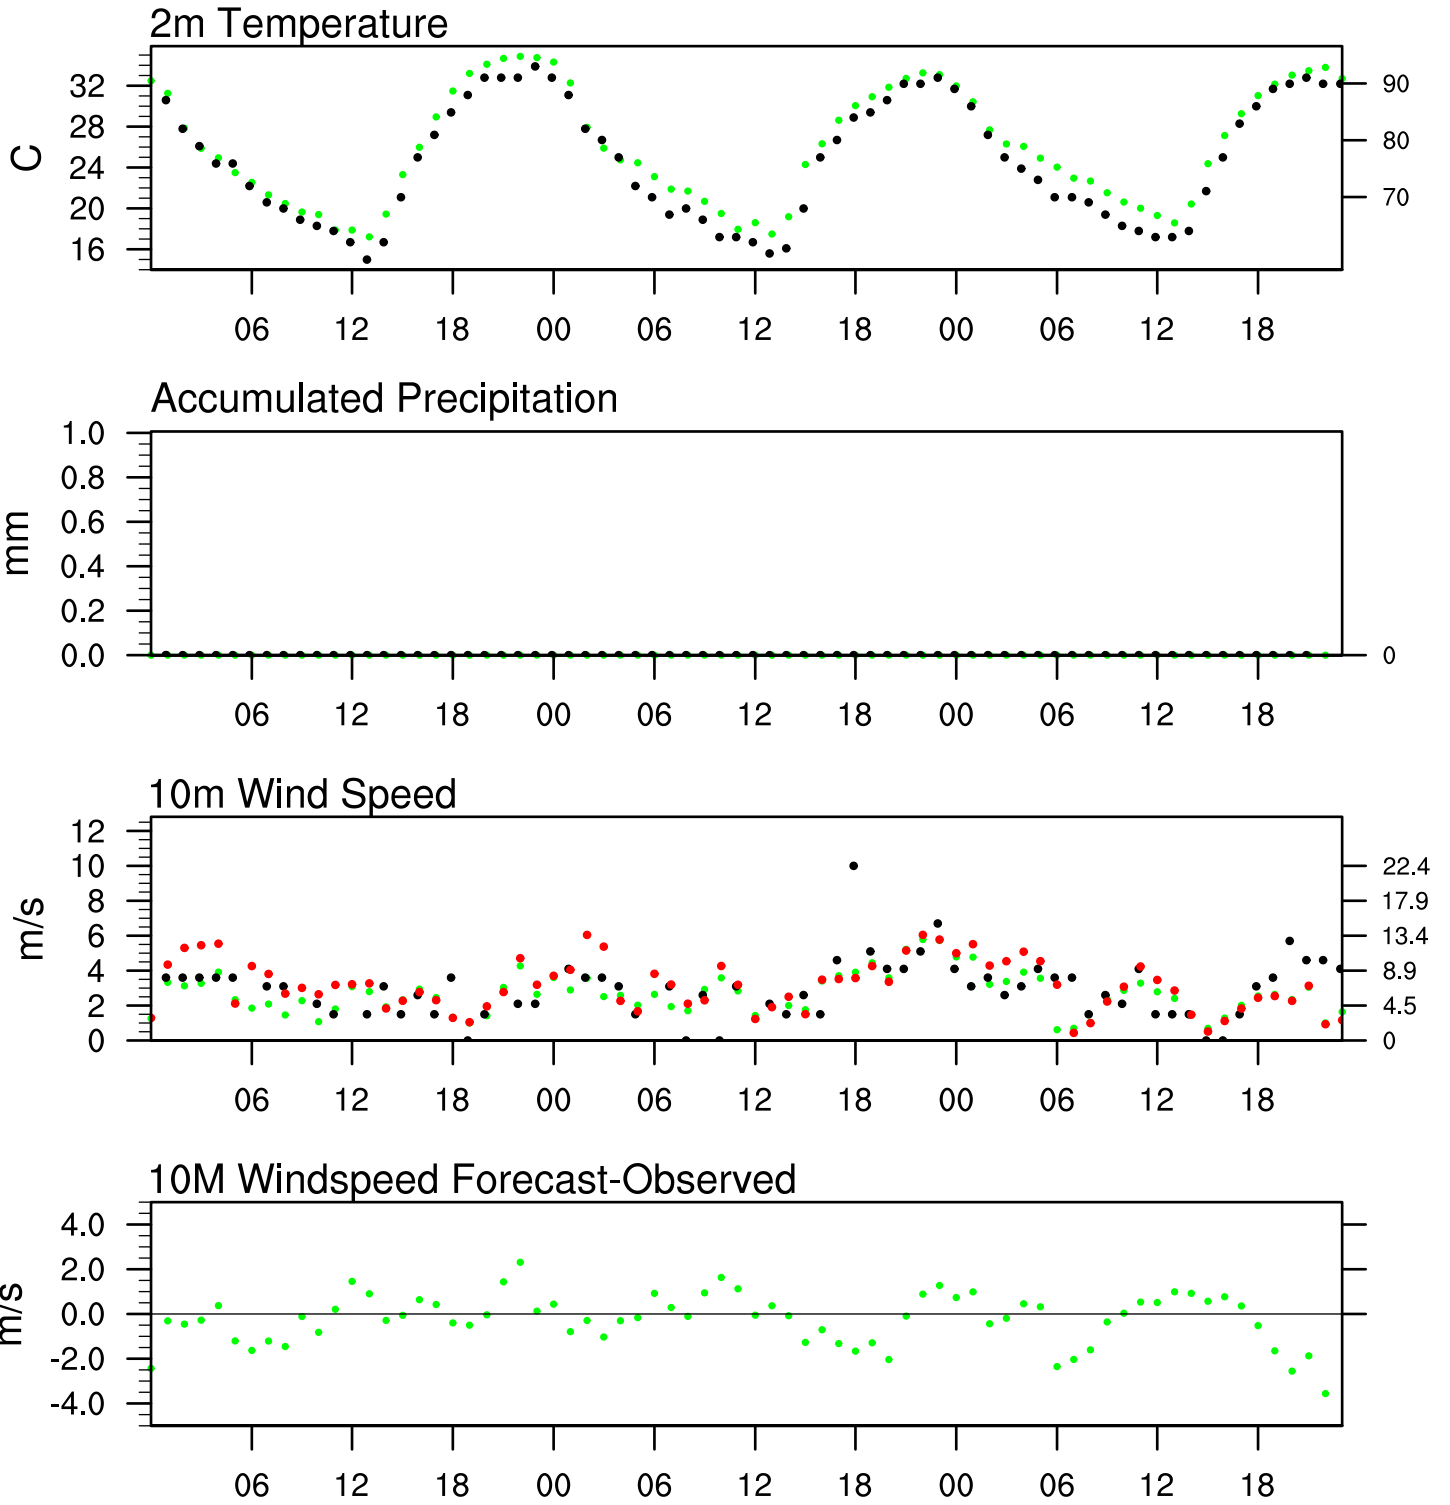 2m Temperature
C
32
28
24
20
16
90
80
70
06 12 18 00 06 12 18 00 06 12 18
Accumulated Precipitation
mm
1.0
0.8
0.6
0.4
0.2
0.0
0
06 12 18 00 06 12 18 00 06 12 18
10m Wind Speed
m/s
12
10
8
6
4
2
0
22.4
17.9
13.4
8.9
4.5
0
06 12 18 00 06 12 18 00 06 12 18
10M Windspeed Forecast-Observed
m/s
4.0
2.0
0.0
-2.0
-4.0
06 12 18 00 06 12 18 00 06 12 18